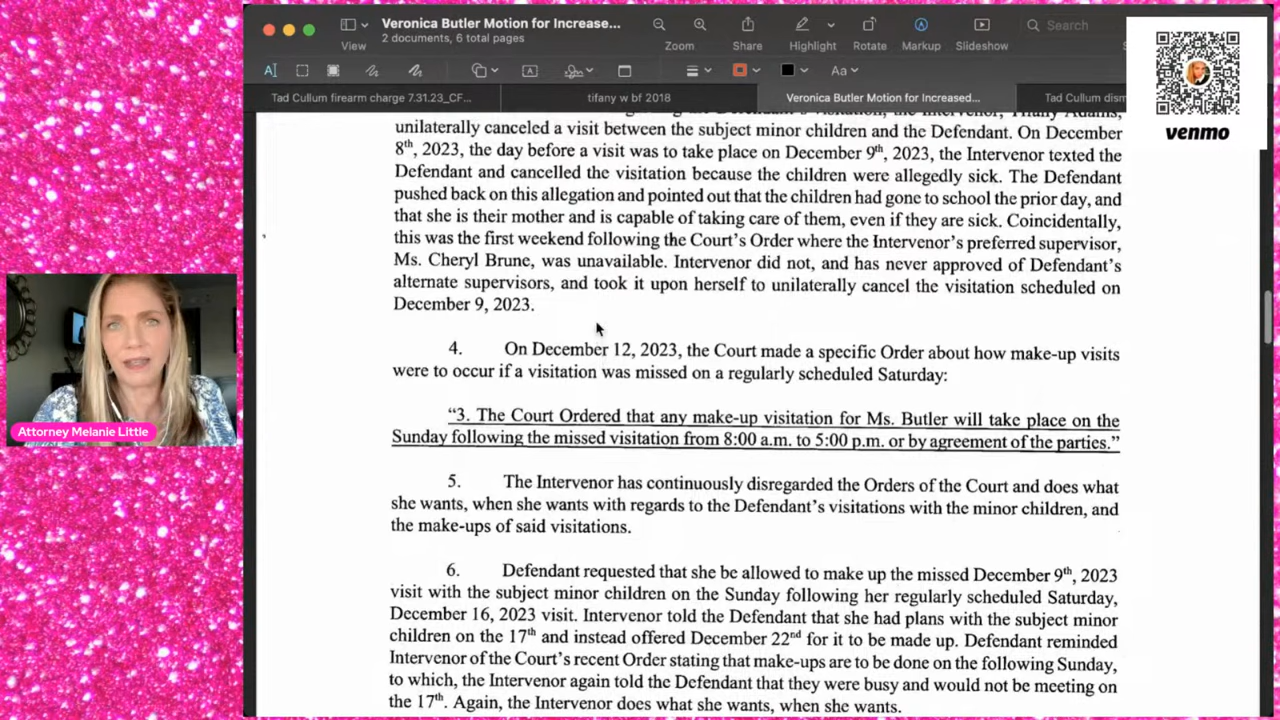 Veronica Butler Motion for Increase...
2 documents, 6 total pages
View
Zoom
Share
Highlight
Rotate
Markup
Slideshow
Search
Aa
Tad Cullum firearm charge 7.31.23_CF...
tifany w bf 2018
Veronica Butler Motion for Increased...
Tad Cullum dism
venmo
unilaterally canceled a visit between the subject minor children and the Defendant. On December
8th, 2023, the day before a visit was to take place on December 9th, 2023, the Intervenor texted the
Defendant and cancelled the visitation because the children were allegedly sick. The Defendant
pushed back on this allegation and pointed out that the children had gone to school the prior day, and
that she is their mother and is capable of taking care of them, even if they are sick. Coincidentally,
this was the first weekend following the Court's Order where the Intervenor's preferred supervisor,
Ms. Cheryl Brune, was unavailable. Intervenor did not, and has never approved of Defendant's
alternate supervisors, and took it upon herself to unilaterally cancel the visitation scheduled on
December 9, 2023.
4. On December 12, 2023, the Court made a specific Order about how make-up visits
were to occur if a visitation was missed on a regularly scheduled Saturday:
"3. The Court Ordered that any make-up visitation for Ms. Butler will take place on the
Sunday following the missed visitation from 8:00 a.m. to 5:00 p.m. or by agreement of the parties."
5. The Intervenor has continuously disregarded the Orders of the Court and does what
she wants, when she wants with regards to the Defendant's visitations with the minor children, and
the make-ups of said visitations.
6. Defendant requested that she be allowed to make up the missed December 9th, 2023
visit with the subject minor children on the Sunday following her regularly scheduled Saturday,
December 16, 2023 visit. Intervenor told the Defendant that she had plans with the subject minor
children on the 17th and instead offered December 22nd for it to be made up. Defendant reminded
Intervenor of the Court's recent Order stating that make-ups are to be done on the following Sunday,
to which, the Intervenor again told the Defendant that they were busy and would not be meeting on
the 17th. Again, the Intervenor does what she wants, when she wants.
Attorney Melanie Little